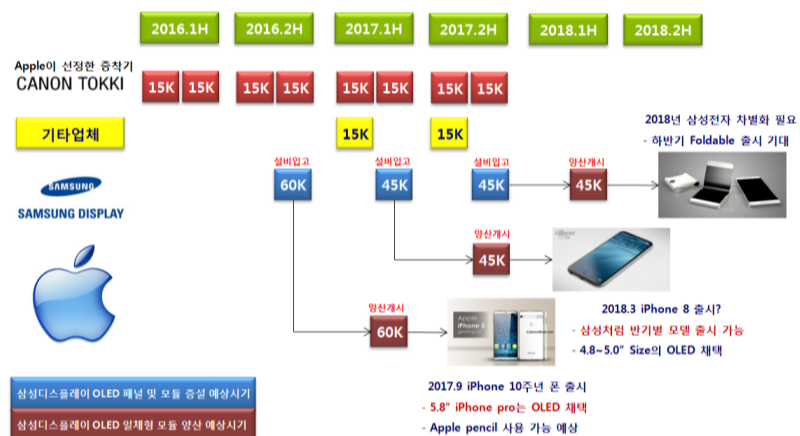 2016.1H 2016.2H 2017.1H 2017.2H 2018.1H 2018.2H
Apple이 선정한 증착기
CANON TOKKI
15K 15K 15K 15K 15K 15K 15K 15K
기타업체
15K 15K
2018년 삼성전자 차별화 필요
- 하반기 Foldable 출시 기대
설비입고 설비입고 설비입고 양산개시
60K 45K 45K 45K
SAMSUNG
SAMSUNG DISPLAY
양산개시
45K
2018.3 iPhone 8 출시?
- 삼성처럼 반기별 모델 출시 가능
- 4.8~5.0" Size의 OLED 채택
양산개시
60K
Apple
iPhone 8
2017.9 iPhone 10주년 폰 출시
- 5.8" iPhone pro는 OLED 채택
- Apple pencil 사용 가능 예상
삼성디스플레이 OLED 패널 및 모듈 증설 예상시기
삼성디스플레이 OLED 일체형 모듈 양산 예상시기